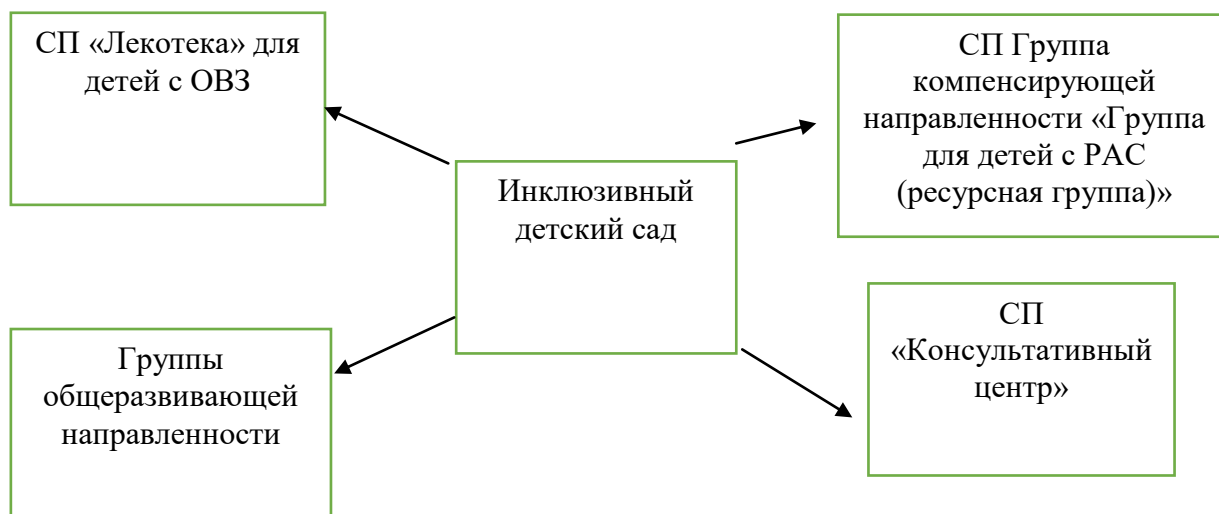 СП «Лекотека» для
детей с ОВЗ
СП Группа
компенсирующей
направленности «Группа
для детей с РАС
(ресурсная группа)»
Инклюзивный
детский сад
Группы
общеразвивающей
направленности
СП
«Консультативный
центр»